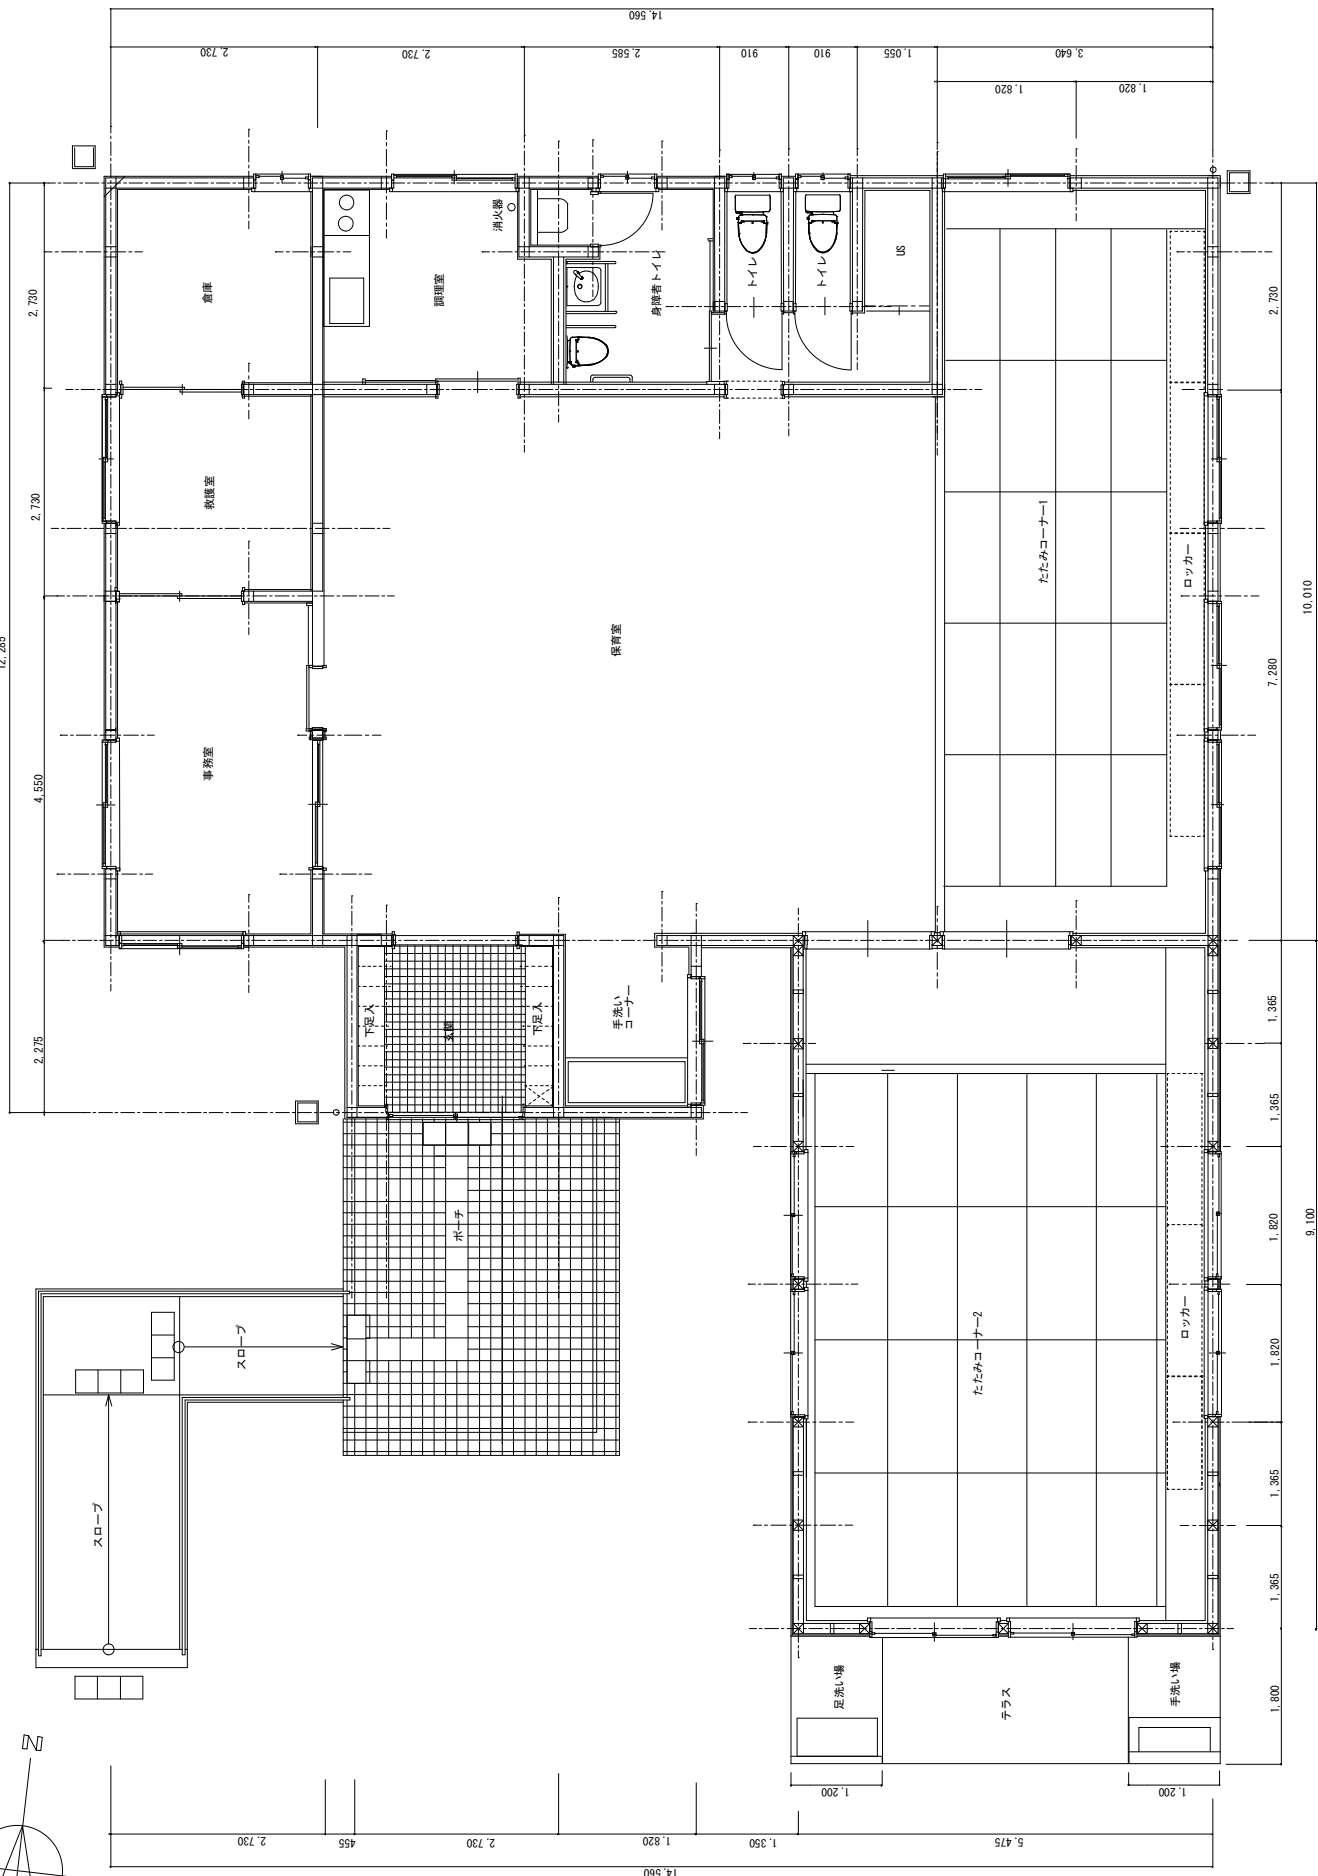 14,560
2,730
2,730
2,585
910
910
1,055
3,640
1,820
1,820
12,285
2,730
2,730
4,550
2,275
倉庫
調理室
消火器
身障者トイレ
トイレ
トイレ
US
救護室
事務室
保育室
たたみコーナー1
ロッカー
2,730
7,280
10,010
下足入
玄関
下足入
手洗い
コーナー
ポーチ
スロープ
スロープ
たたみコーナー2
ロッカー
1,365
1,365
1,820
1,820
1,365
1,365
9,100
1,800
足洗い場
テラス
手洗い場
1,200
1,200
N
2,730
455
2,730
1,820
1,350
5,475
14,560